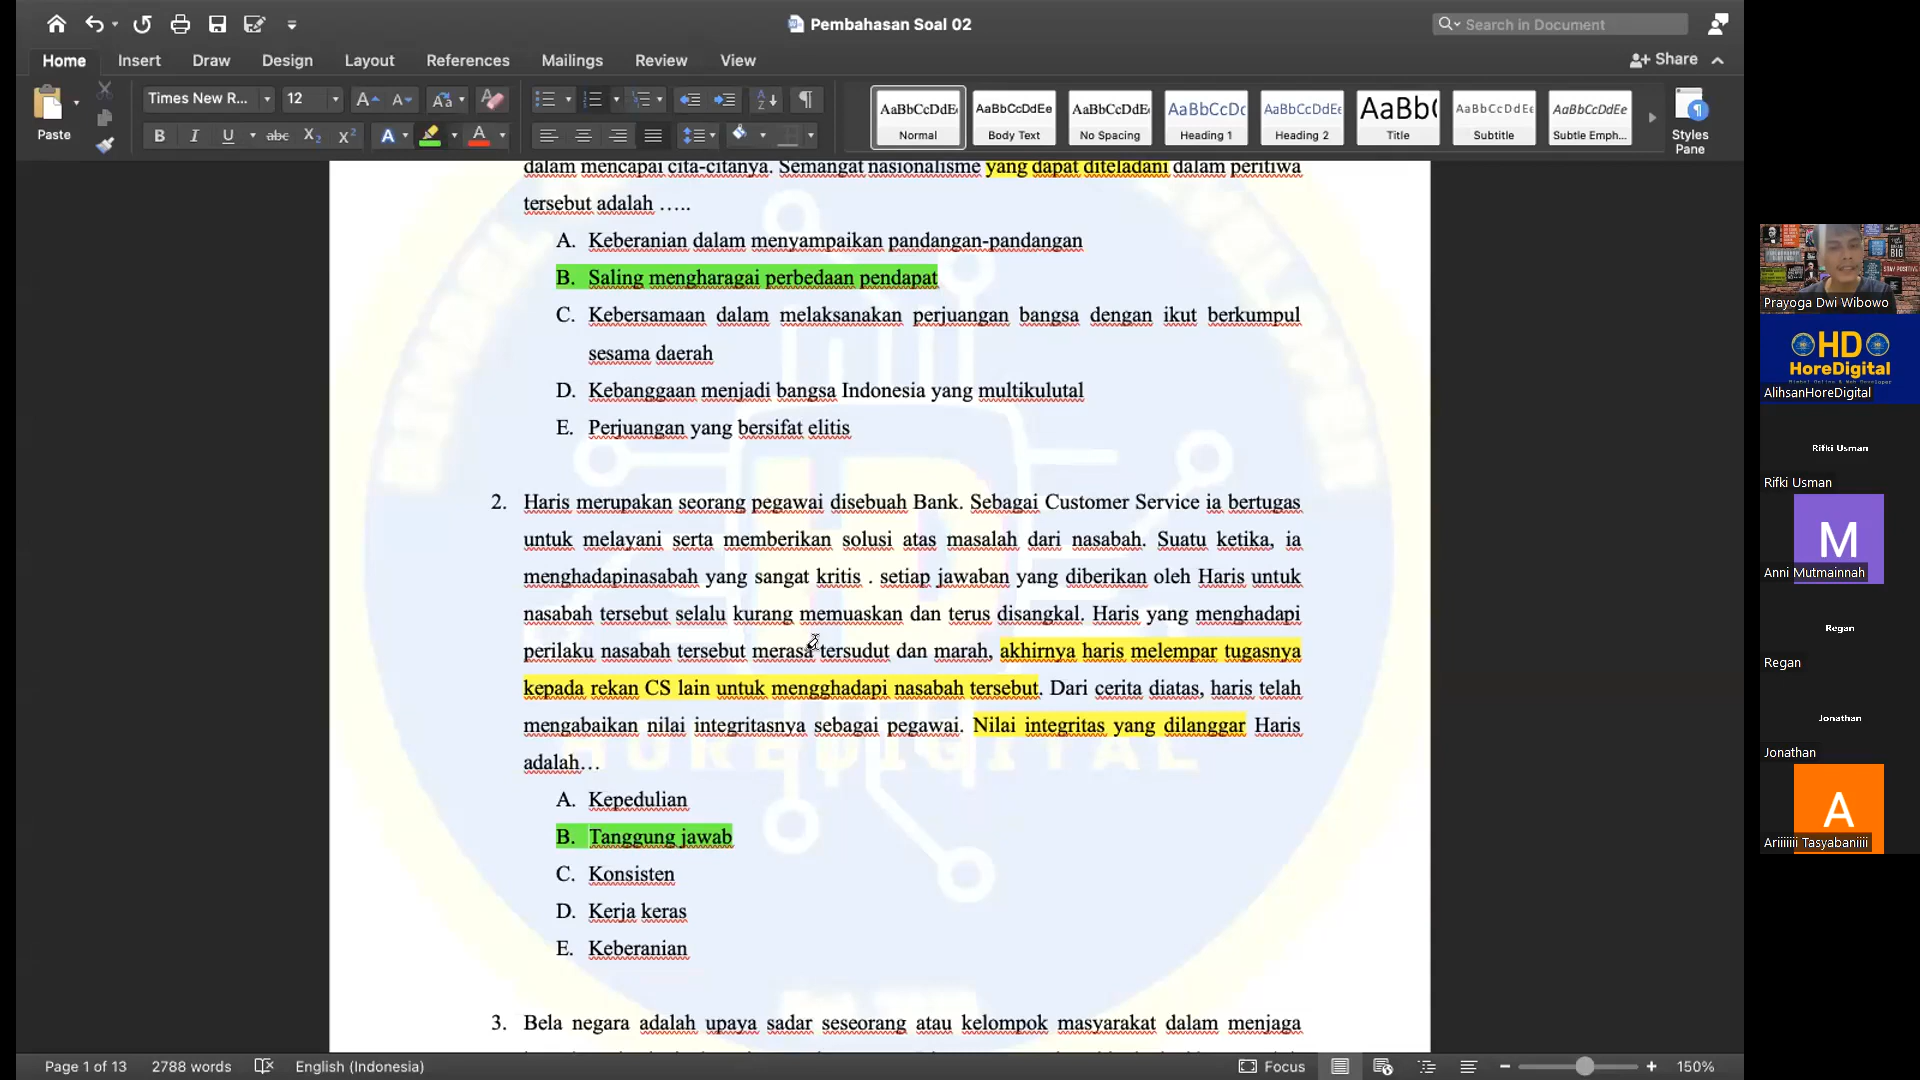 Pembahasan Soal 02
Search in Document
Home Insert Draw Design Layout References Mailings Review View Share
Paste
Times New R... 12
B I U abc X₂ X²
AaBbCcDdEe Normal
AaBbCcDdEe Body Text
AaBbCcDdE No Spacing
AaBbCcDc Heading 1
AaBbCcDdE Heading 2
AaBb( Title
AaBbCcDdEe Subtitle
AaBbCcDdEe Subtle Emph...
Styles Pane
dalam mencapai cita-citanya. Semangat nasionalisme yang dapat diteladani dalam peritiwa
tersebut adalah …..
A. Keberanian dalam menyampaikan pandangan-pandangan
B. Saling mengharagai perbedaan pendapat
C. Kebersamaan dalam melaksanakan perjuangan bangsa dengan ikut berkumpul
sesama daerah
D. Kebanggaan menjadi bangsa Indonesia yang multikulutal
E. Perjuangan yang bersifat elitis
2. Haris merupakan seorang pegawai disebuah Bank. Sebagai Customer Service ia bertugas
untuk melayani serta memberikan solusi atas masalah dari nasabah. Suatu ketika, ia
menghadapinasabah yang sangat kritis . setiap jawaban yang diberikan oleh Haris untuk
nasabah tersebut selalu kurang memuaskan dan terus disangkal. Haris yang menghadapi
perilaku nasabah tersebut merasa tersudut dan marah, akhirnya haris melempar tugasnya
kepada rekan CS lain untuk mengghadapi nasabah tersebut. Dari cerita diatas, haris telah
mengabaikan nilai integritasnya sebagai pegawai. Nilai integritas yang dilanggar Haris
adalah…
A. Kepedulian
B. Tanggung jawab
C. Konsisten
D. Kerja keras
E. Keberanian
3. Bela negara adalah upaya sadar seseorang atau kelompok masyarakat dalam menjaga
HD
HOREDIGITAL
Page 1 of 13 2788 words English (Indonesia) Focus 150%
Prayoga Dwi Wibowo
HD
HoreDigital
AlihsanHoreDigital
Rifki Usman
Rifki Usman
M
Anni Mutmainnah
Regan
Regan
Jonathan
Jonathan
A
Ariiiiiii Tasyabaniiii